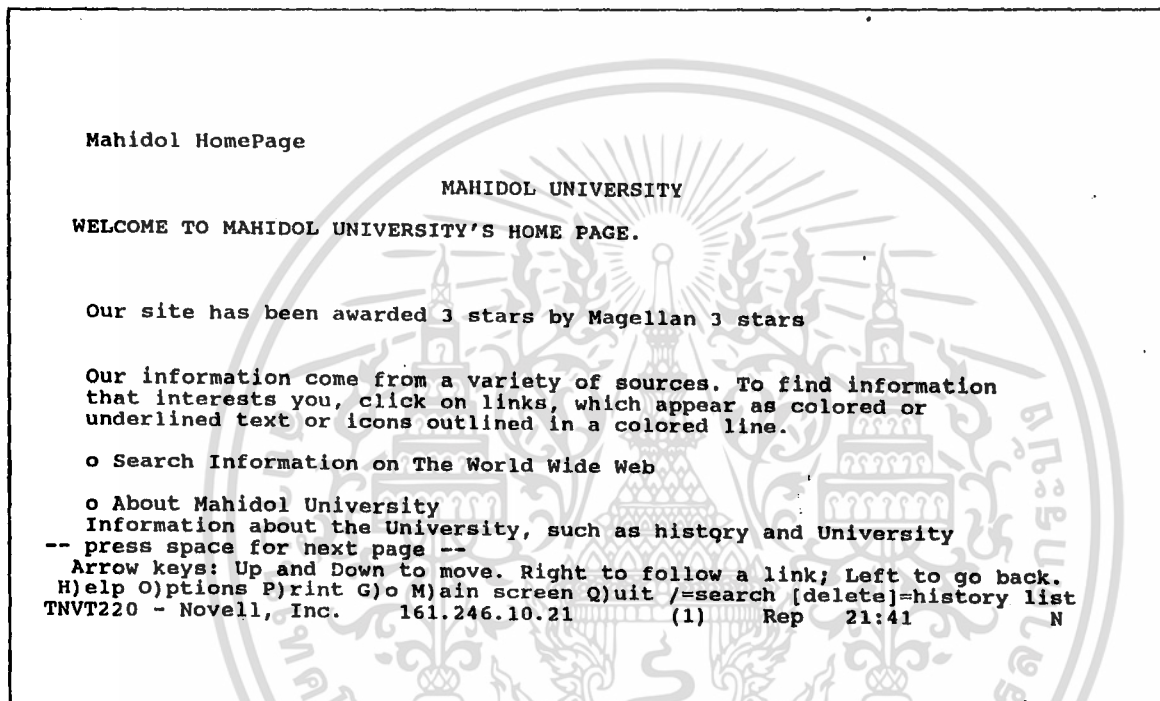 Mahidol HomePage
MAHIDOL UNIVERSITY
WELCOME TO MAHIDOL UNIVERSITY'S HOME PAGE.
Our site has been awarded 3 stars by Magellan 3 stars
Our information come from a variety of sources. To find information
that interests you, click on links, which appear as colored or
underlined text or icons outlined in a colored line.
o Search Information on The World Wide Web
o About Mahidol University
Information about the University, such as history and University
-- press space for next page --
Arrow keys: Up and Down to move. Right to follow a link; Left to go back.
H)elp O)ptions P)rint G)o M)ain screen Q)uit /=search [delete]=history list
TNVT220 - Novell, Inc. 161.246.10.21 (1) Rep 21:41 N